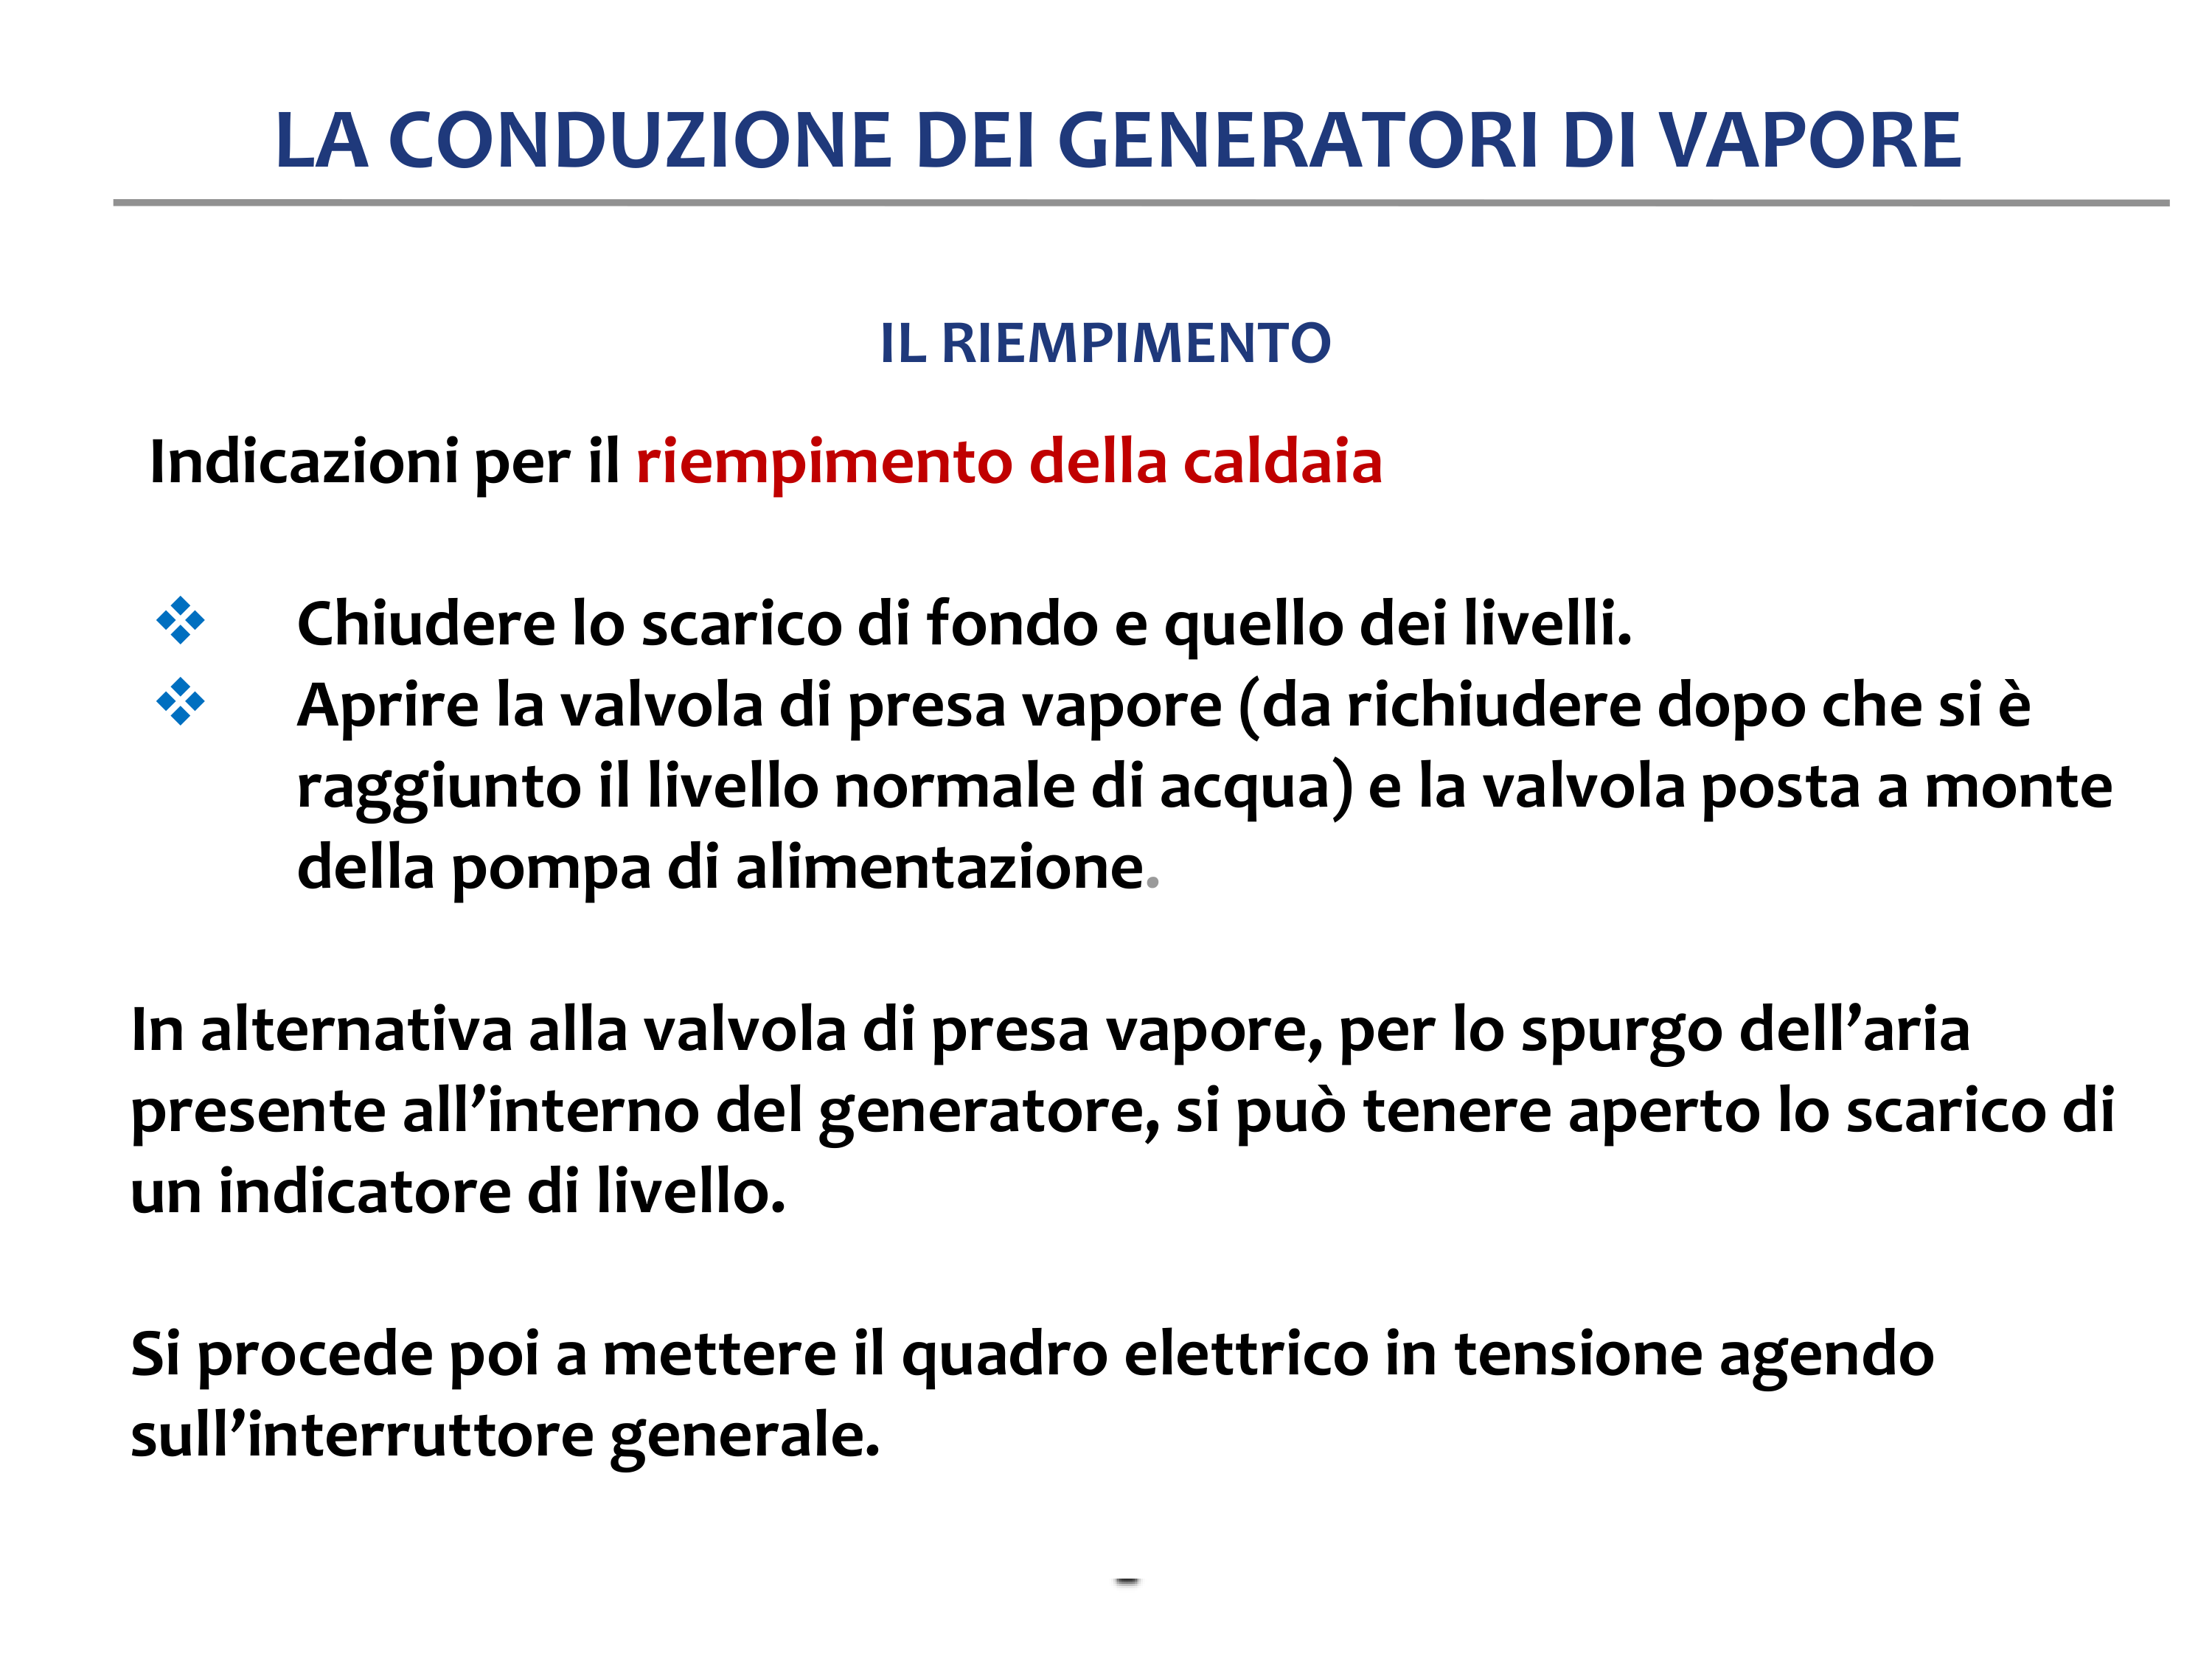 LA CONDUZIONE DEI GENERATORI DI VAPORE
IL RIEMPIMENTO
Indicazioni per il riempimento della caldaia
❖ Chiudere lo scarico di fondo e quello dei livelli.
❖ Aprire la valvola di presa vapore (da richiudere dopo che si è
raggiunto il livello normale di acqua) e la valvola posta a monte
della pompa di alimentazione.
In alternativa alla valvola di presa vapore, per lo spurgo dell’aria
presente all’interno del generatore, si può tenere aperto lo scarico di
un indicatore di livello.
Si procede poi a mettere il quadro elettrico in tensione agendo
sull’interruttore generale.